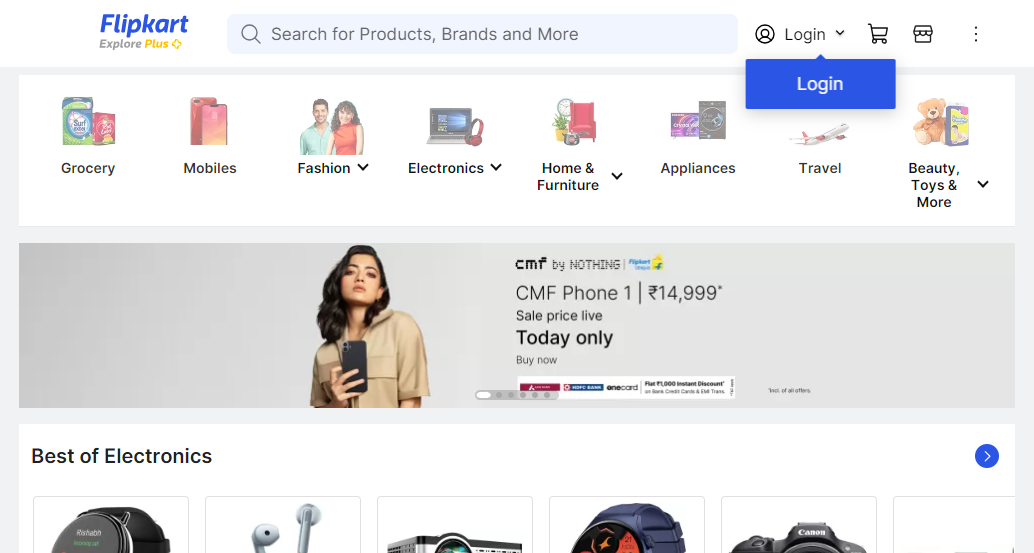 Flipkart
Explore Plus
Search for Products, Brands and More
Login
Login
Grocery
Mobiles
Fashion
Electronics
Home &
Furniture
Appliances
Travel
Beauty,
Toys &
More
cmf by NOTHING | Flipkart Unique
CMF Phone 1 | ₹14,999*
Sale price live
Today only
Buy now
HDFC BANK onecard
Flat ₹1,000 Instant Discount*
on Bank Credit Cards & EMI Trxns.
*Incl. of all offers.
Best of Electronics
Rishabh
Canon